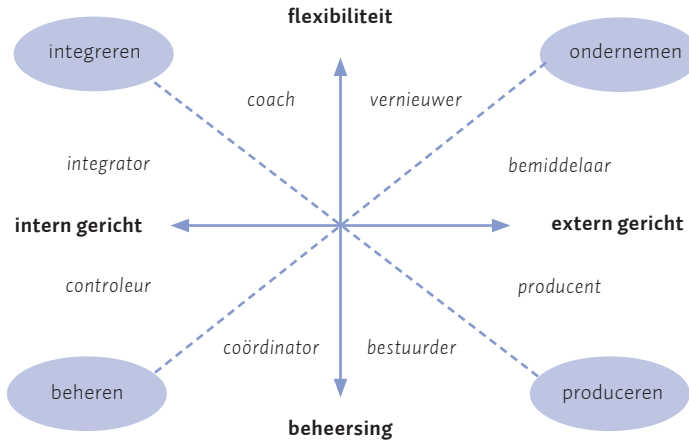 flexibiliteit
integreren
ondernemen
coach
vernieuwer
integrator
bemiddelaar
intern gericht
extern gericht
controleur
producent
coördinator
bestuurder
beheren
produceren
beheersing